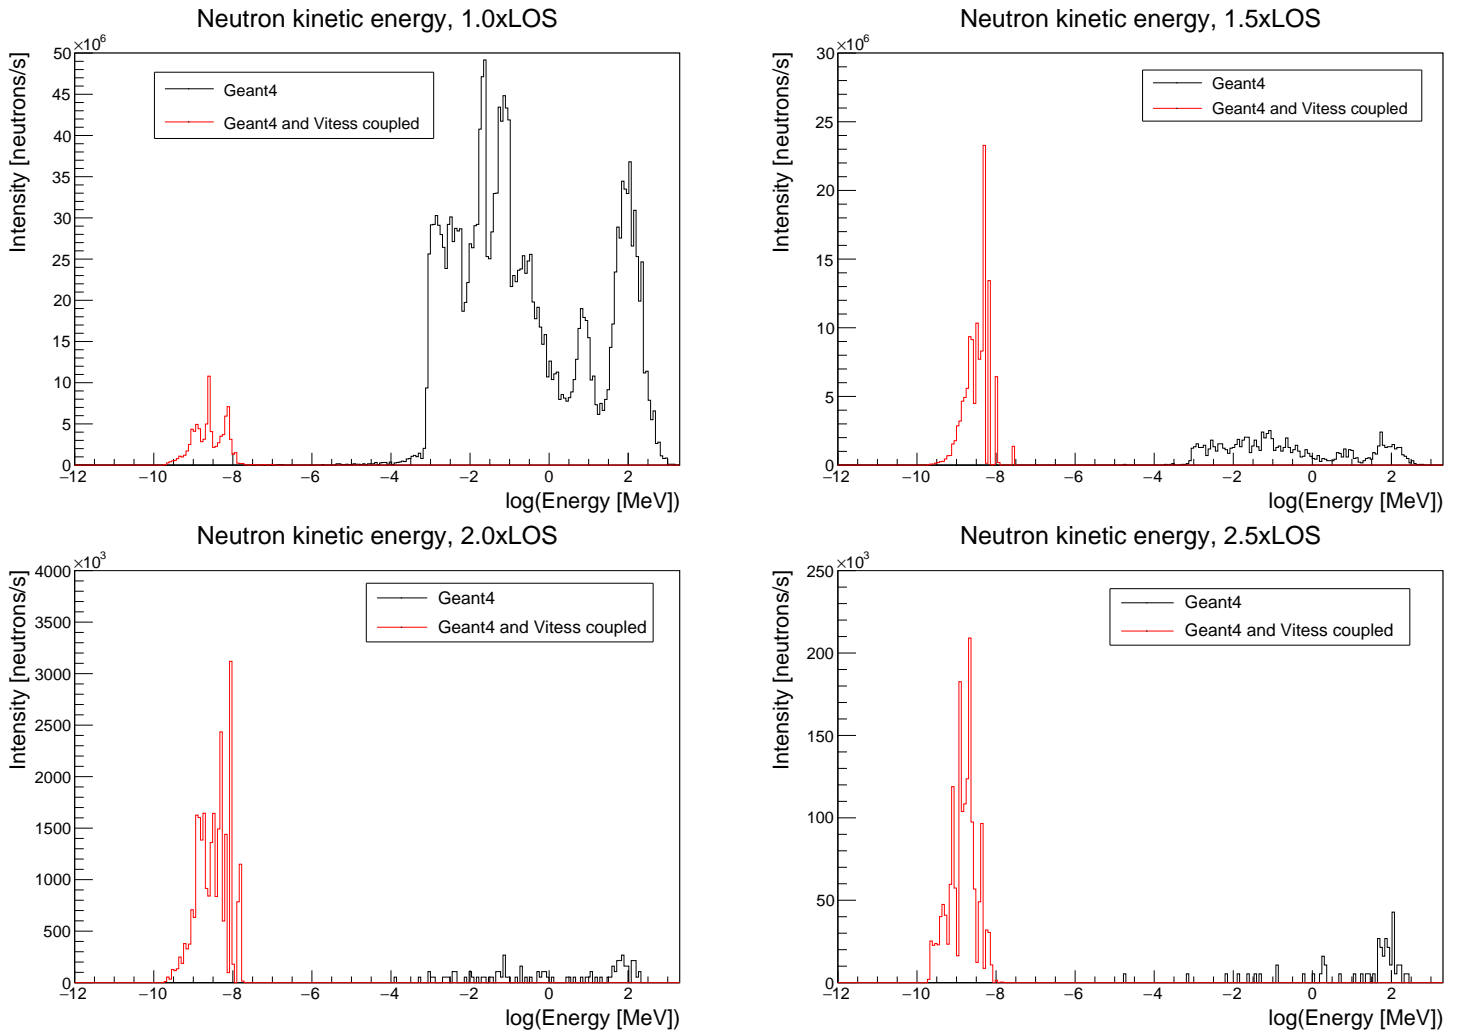 Neutron kinetic energy, 1.0xLOS
×10⁶
Intensity [neutrons/s]
50
45
40
35
30
25
20
15
10
5
0
Geant4
Geant4 and Vitess coupled
−12 −10 −8 −6 −4 −2 0 2
log(Energy [MeV])
Neutron kinetic energy, 1.5xLOS
×10⁶
Intensity [neutrons/s]
30
25
20
15
10
5
0
Geant4
Geant4 and Vitess coupled
−12 −10 −8 −6 −4 −2 0 2
log(Energy [MeV])
Neutron kinetic energy, 2.0xLOS
×10³
Intensity [neutrons/s]
4000
3500
3000
2500
2000
1500
1000
500
0
Geant4
Geant4 and Vitess coupled
−12 −10 −8 −6 −4 −2 0 2
log(Energy [MeV])
Neutron kinetic energy, 2.5xLOS
×10³
Intensity [neutrons/s]
250
200
150
100
50
0
Geant4
Geant4 and Vitess coupled
−12 −10 −8 −6 −4 −2 0 2
log(Energy [MeV])